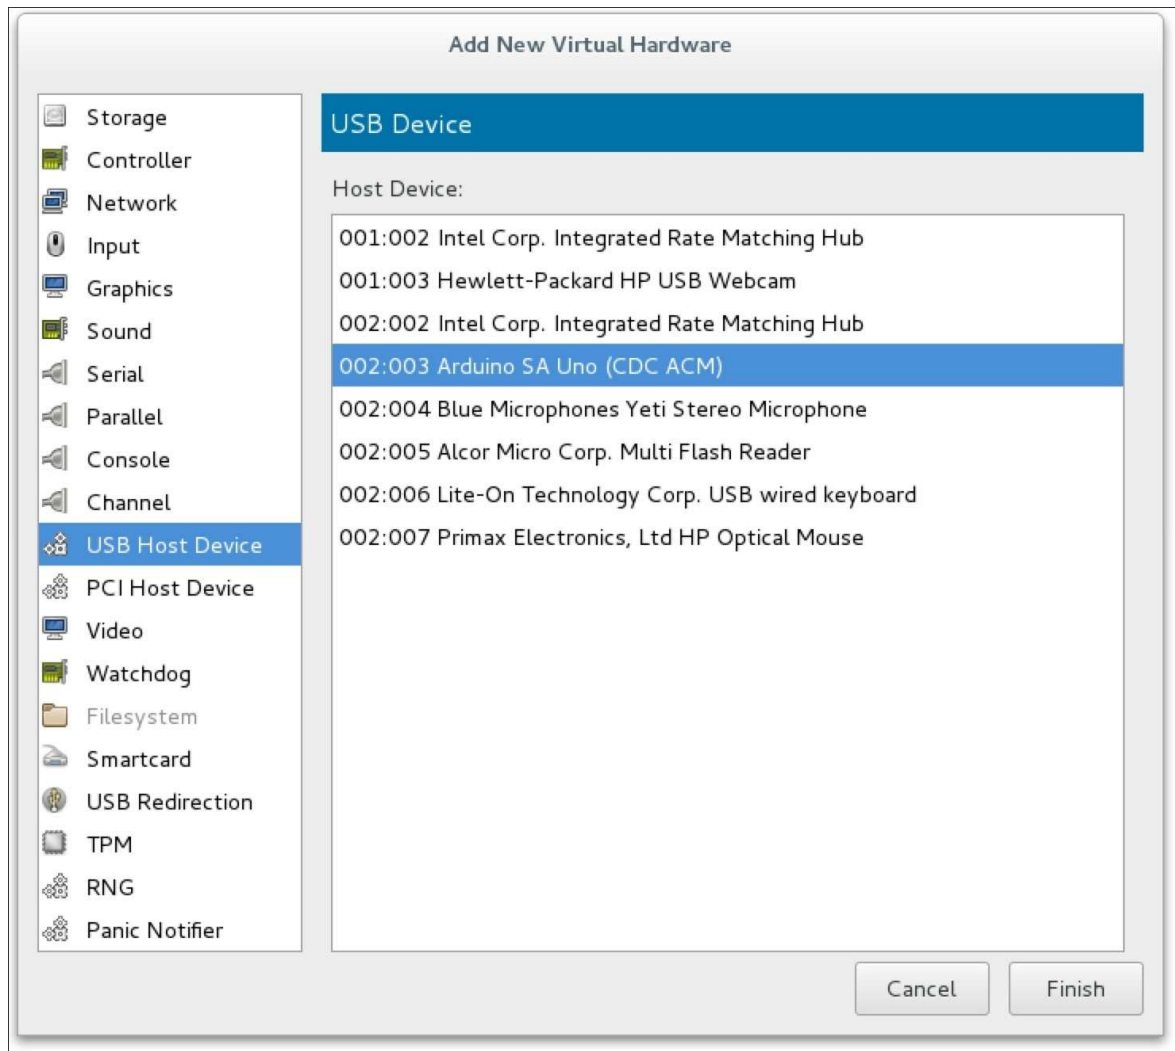 Add New Virtual Hardware
Storage
Controller
Network
Input
Graphics
Sound
Serial
Parallel
Console
Channel
USB Host Device
PCI Host Device
Video
Watchdog
Filesystem
Smartcard
USB Redirection
TPM
RNG
Panic Notifier
USB Device
Host Device:
001:002 Intel Corp. Integrated Rate Matching Hub
001:003 Hewlett-Packard HP USB Webcam
002:002 Intel Corp. Integrated Rate Matching Hub
002:003 Arduino SA Uno (CDC ACM)
002:004 Blue Microphones Yeti Stereo Microphone
002:005 Alcor Micro Corp. Multi Flash Reader
002:006 Lite-On Technology Corp. USB wired keyboard
002:007 Primax Electronics, Ltd HP Optical Mouse
Cancel
Finish